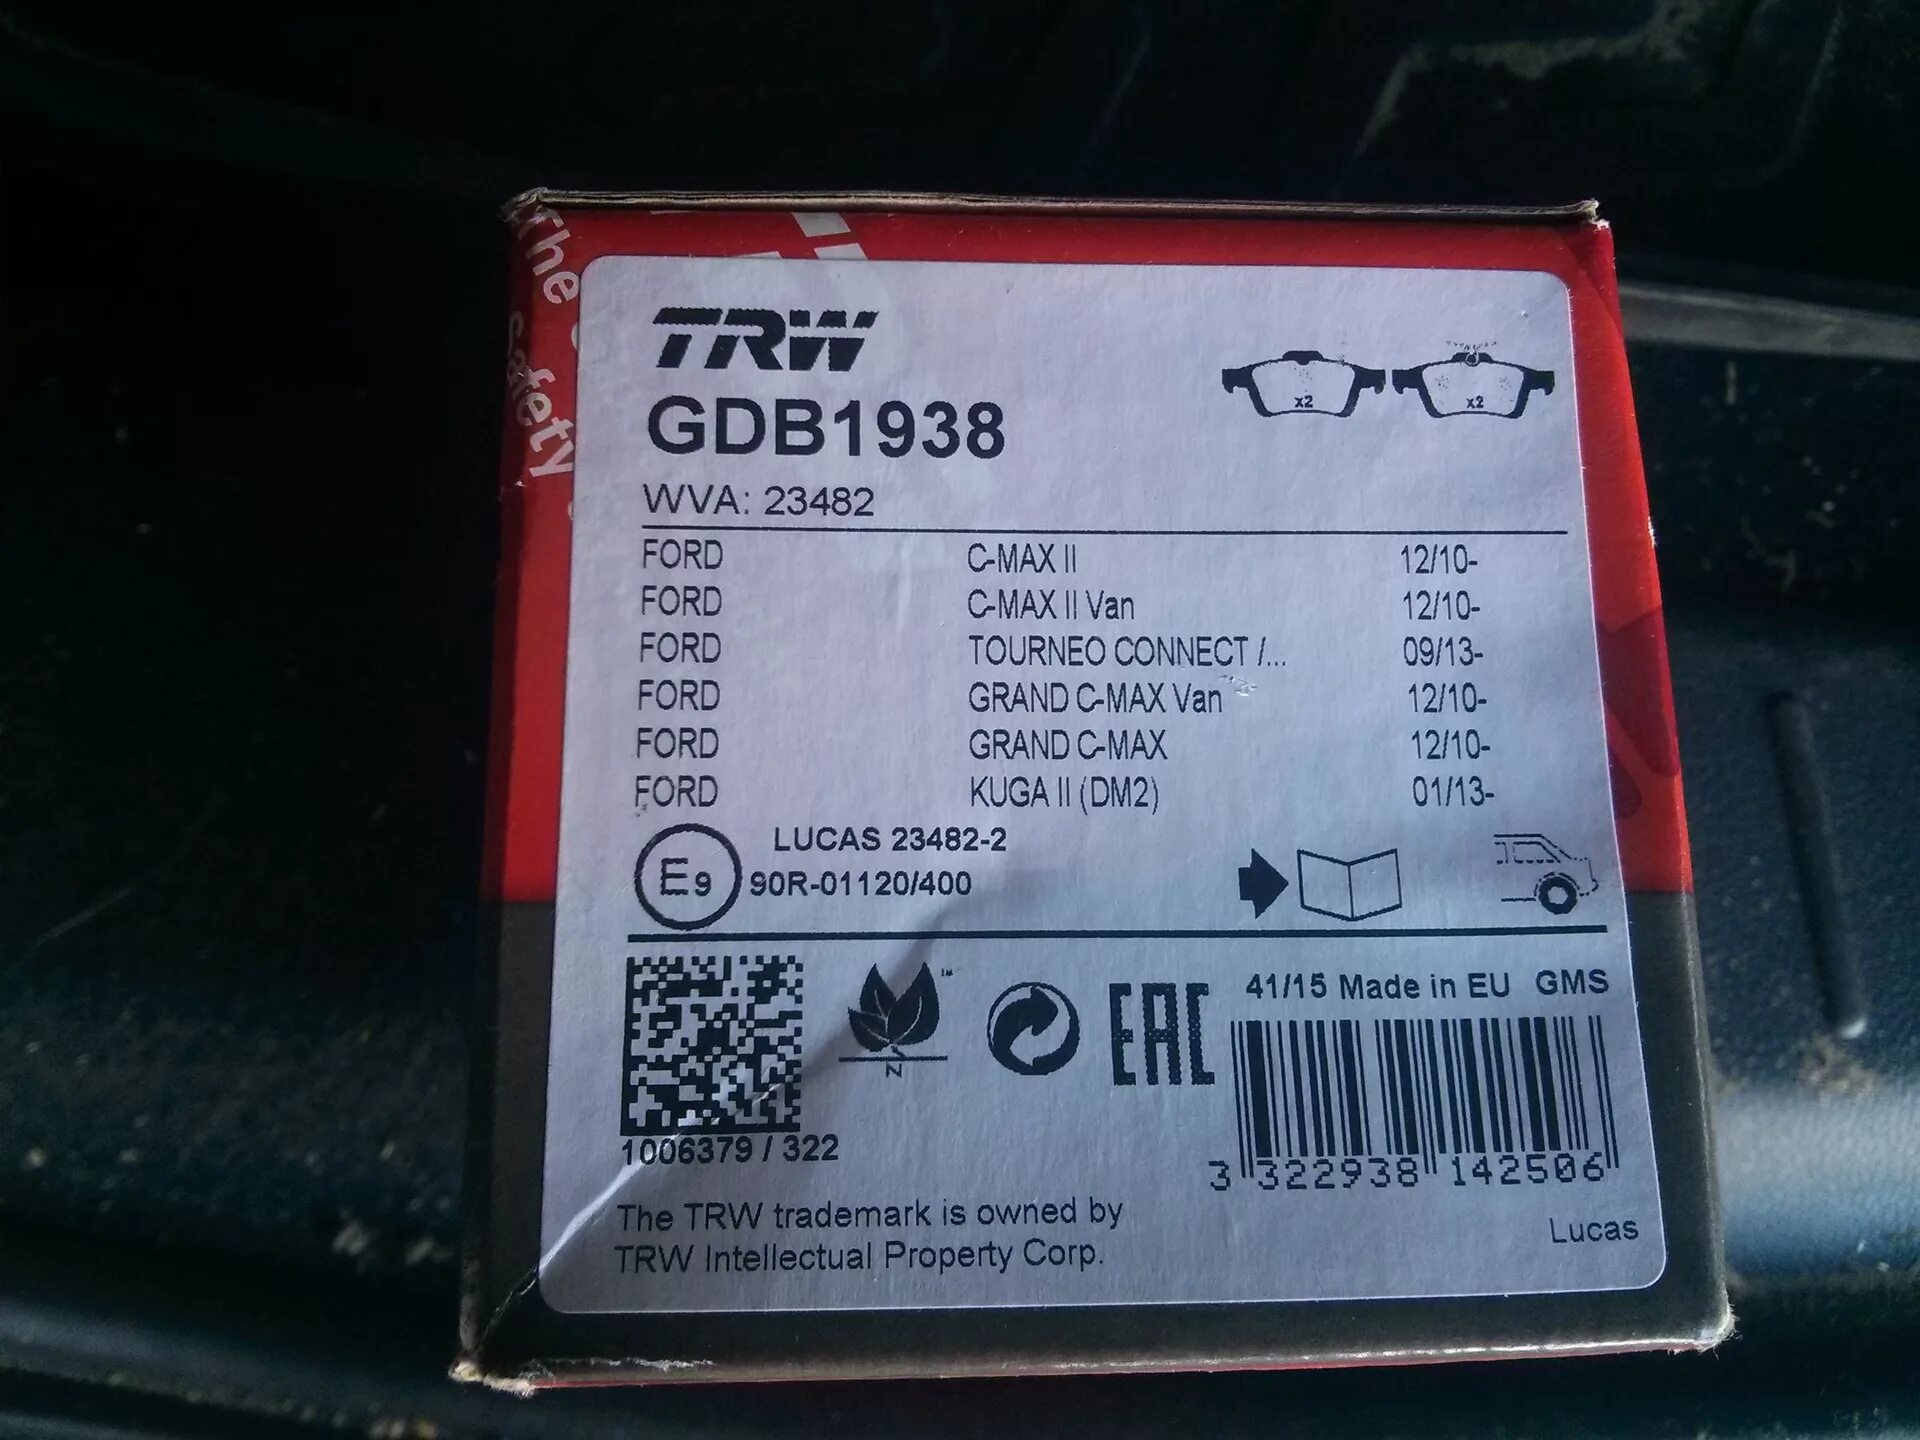 The
Safety
TRW
GDB1938
x2 x2
WVA: 23482
FORD C-MAX II 12/10-
FORD C-MAX II Van 12/10-
FORD TOURNEO CONNECT /... 09/13-
FORD GRAND C-MAX Van 12/10-
FORD GRAND C-MAX 12/10-
FORD KUGA II (DM2) 01/13-
LUCAS 23482-2
E9 90R-01120/400
41/15 Made in EU GMS
TM
N
EAC
1006379 / 322
3 322938 142506
The TRW trademark is owned by
TRW Intellectual Property Corp.
Lucas